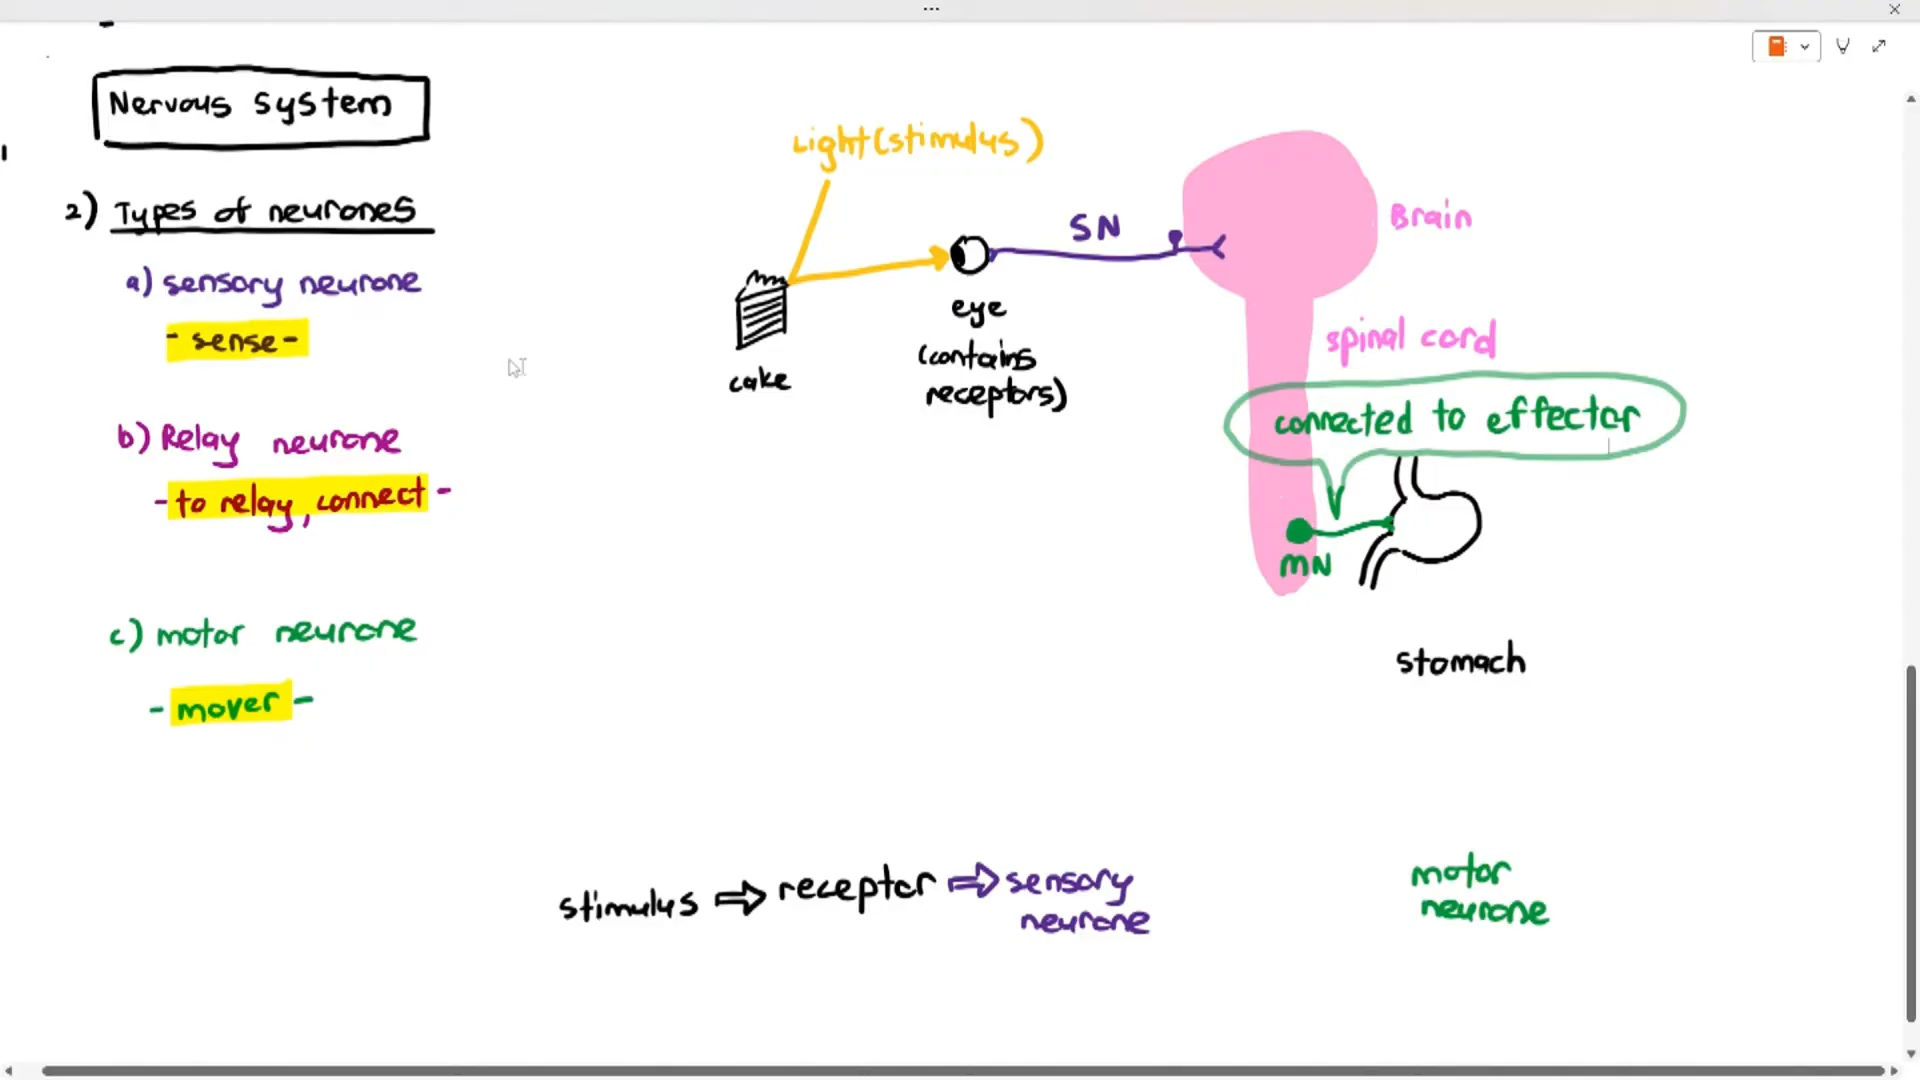 Nervous system
2) Types of neurones
a) sensory neurone
- sense -
b) Relay neurone
- to relay, connect -
c) motor neurone
- mover -
Light (stimulus)
SN
Brain
eye
(contains
receptors)
cake
spinal cord
connected to effector
MN
stomach
stimulus ⇨ receptor ⇨ sensory
neurone
motor
neurone